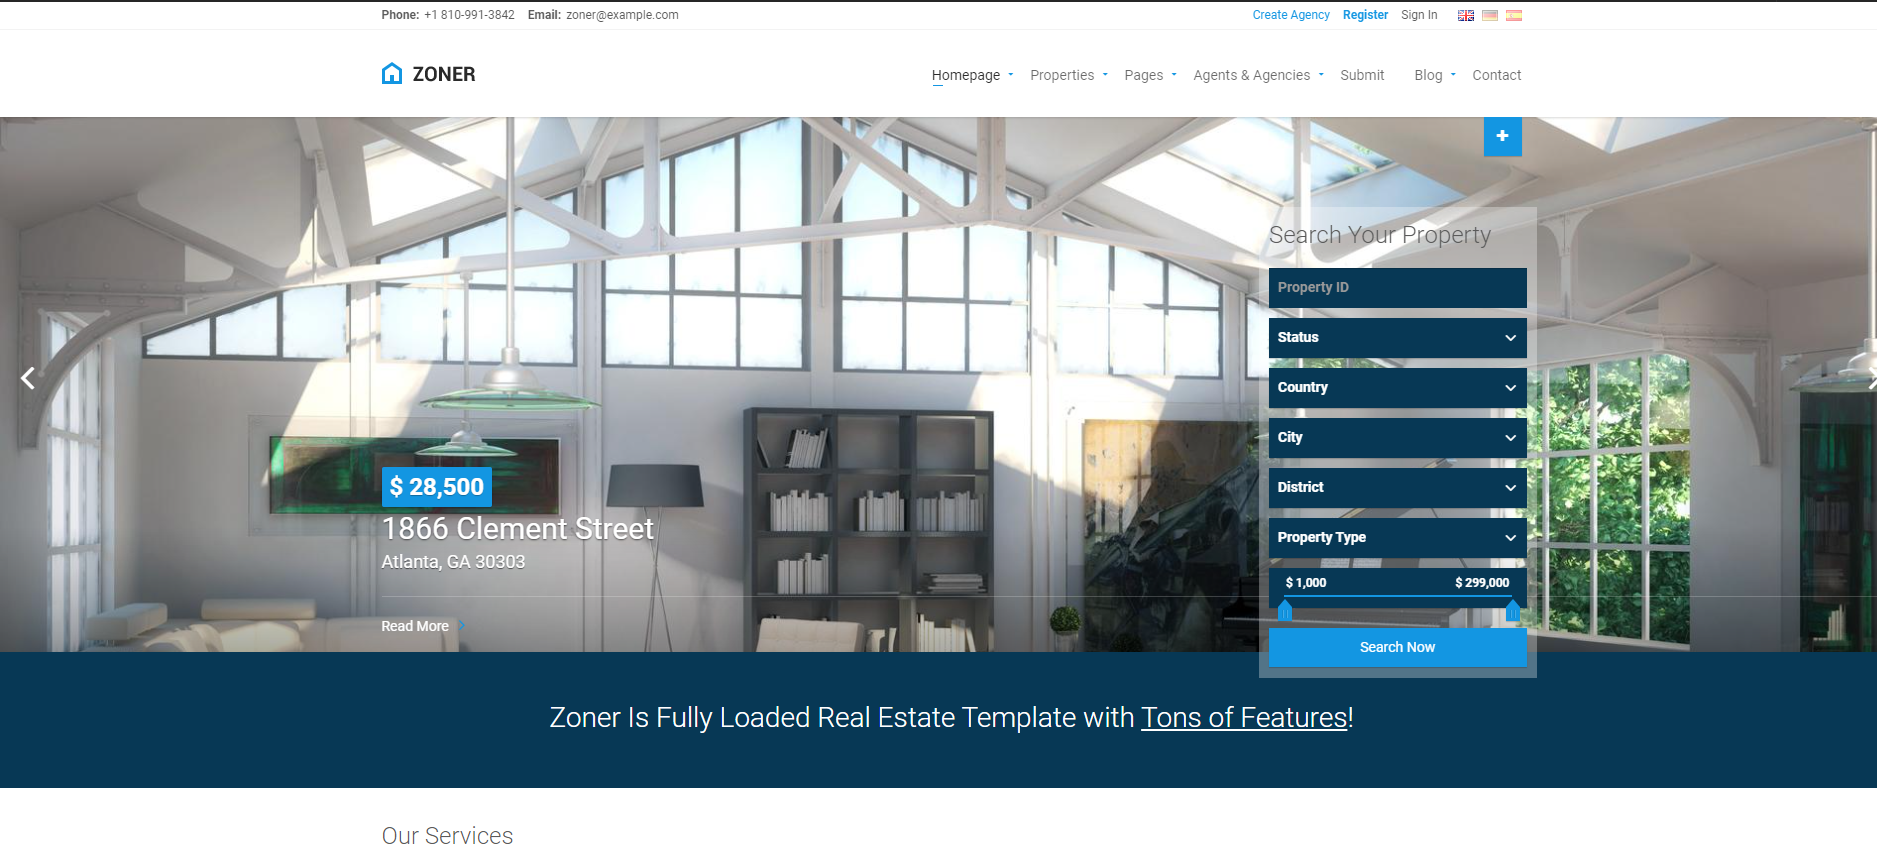 Phone: +1 810-991-3842 Email: zoner@example.com
Create Agency Register Sign In
ZONER
Homepage Properties Pages Agents & Agencies Submit Blog Contact
+
Search Your Property
Property ID
Status
Country
City
District
Property Type
$ 1,000 $ 299,000
Search Now
$ 28,500
1866 Clement Street
Atlanta, GA 30303
Read More
Zoner Is Fully Loaded Real Estate Template with Tons of Features!
Our Services